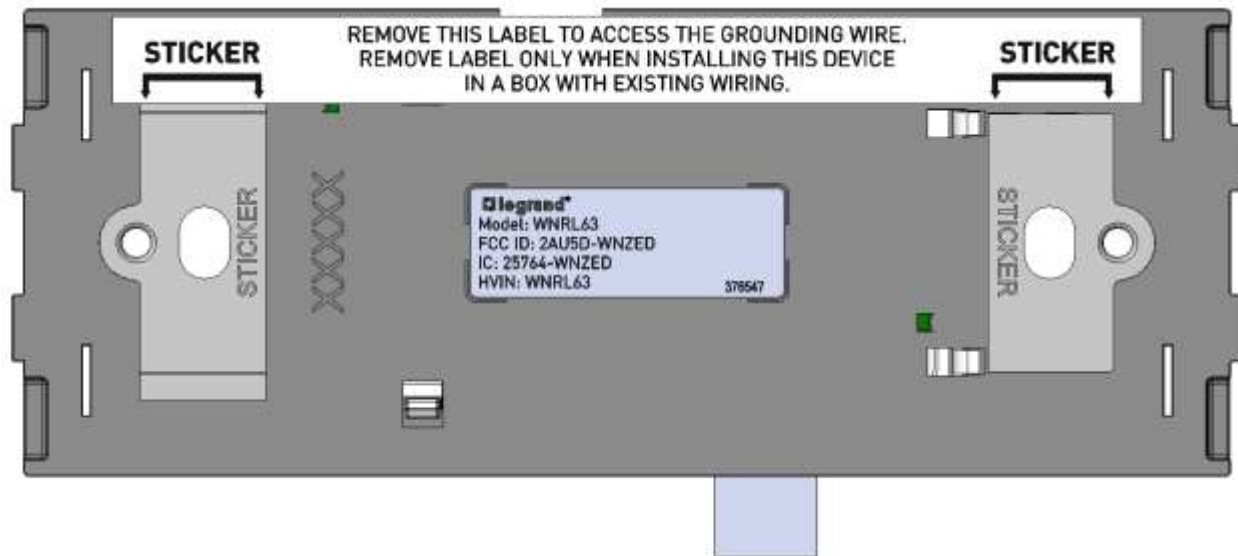 REMOVE THIS LABEL TO ACCESS THE GROUNDING WIRE.
REMOVE LABEL ONLY WHEN INSTALLING THIS DEVICE
IN A BOX WITH EXISTING WIRING.
STICKER
STICKER
STICKER
XXXXX
legrand®
Model: WNRL63
FCC ID: 2AU5D-WNZED
IC: 25764-WNZED
HVIN: WNRL63
378547
STICKER